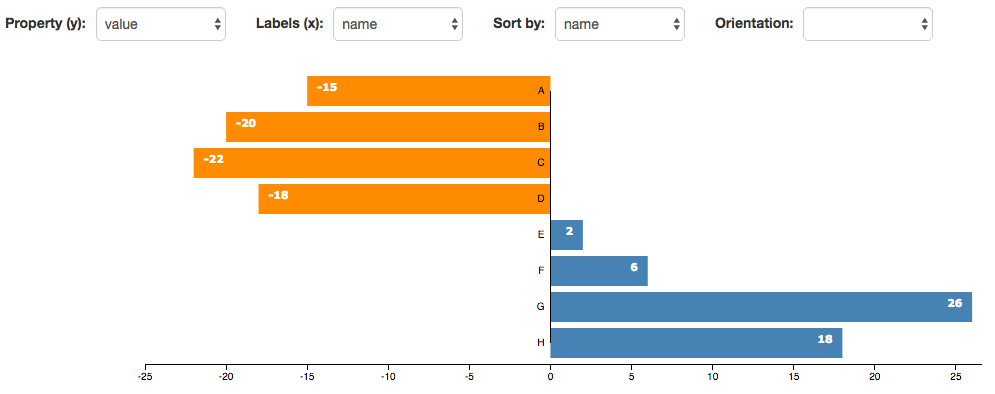 Property (y): value Labels (x): name Sort by: name Orientation:
-15 A
-20 B
-22 C
-18 D
E 2
F 6
G 26
H 18
-25 -20 -15 -10 -5 0 5 10 15 20 25